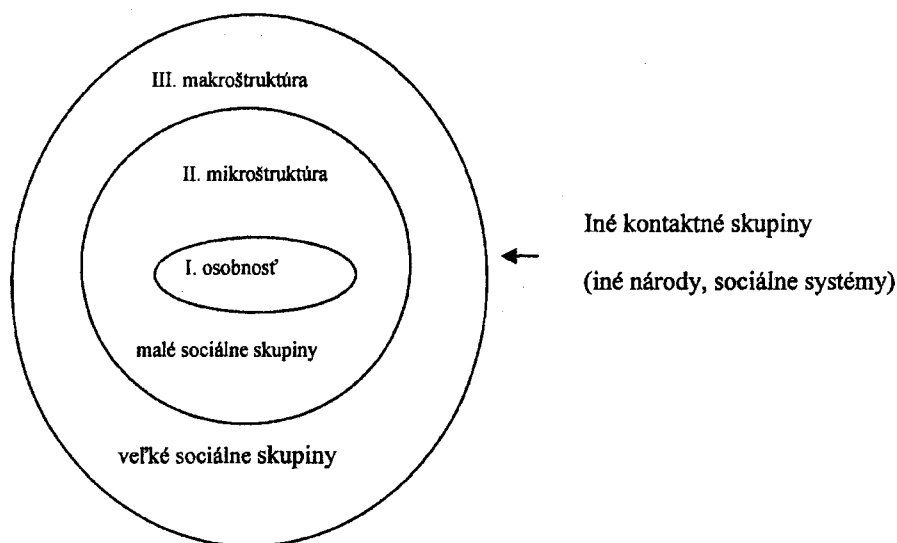 III. makroštruktúra
II. mikroštruktúra
I. osobnosť
malé sociálne skupiny
veľké sociálne skupiny
Iné kontaktné skupiny
(iné národy, sociálne systémy)